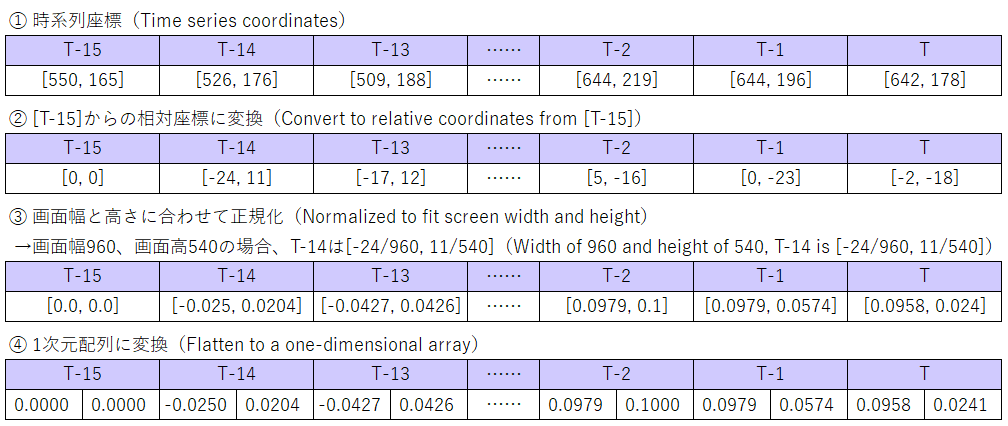 ① 時系列座標（Time series coordinates）
T-15 T-14 T-13 …… T-2 T-1 T
[550, 165] [526, 176] [509, 188] …… [644, 219] [644, 196] [642, 178]
② [T-15]からの相対座標に変換（Convert to relative coordinates from [T-15]）
T-15 T-14 T-13 …… T-2 T-1 T
[0, 0] [-24, 11] [-17, 12] …… [5, -16] [0, -23] [-2, -18]
③ 画面幅と高さに合わせて正規化（Normalized to fit screen width and height）
→画面幅960、画面高540の場合、T-14は[-24/960, 11/540]（Width of 960 and height of 540, T-14 is [-24/960, 11/540]）
T-15 T-14 T-13 …… T-2 T-1 T
[0.0, 0.0] [-0.025, 0.0204] [-0.0427, 0.0426] …… [0.0979, 0.1] [0.0979, 0.0574] [0.0958, 0.024]
④ 1次元配列に変換（Flatten to a one-dimensional array）
T-15 T-14 T-13 …… T-2 T-1 T
0.0000 0.0000 -0.0250 0.0204 -0.0427 0.0426 …… 0.0979 0.1000 0.0979 0.0574 0.0958 0.0241